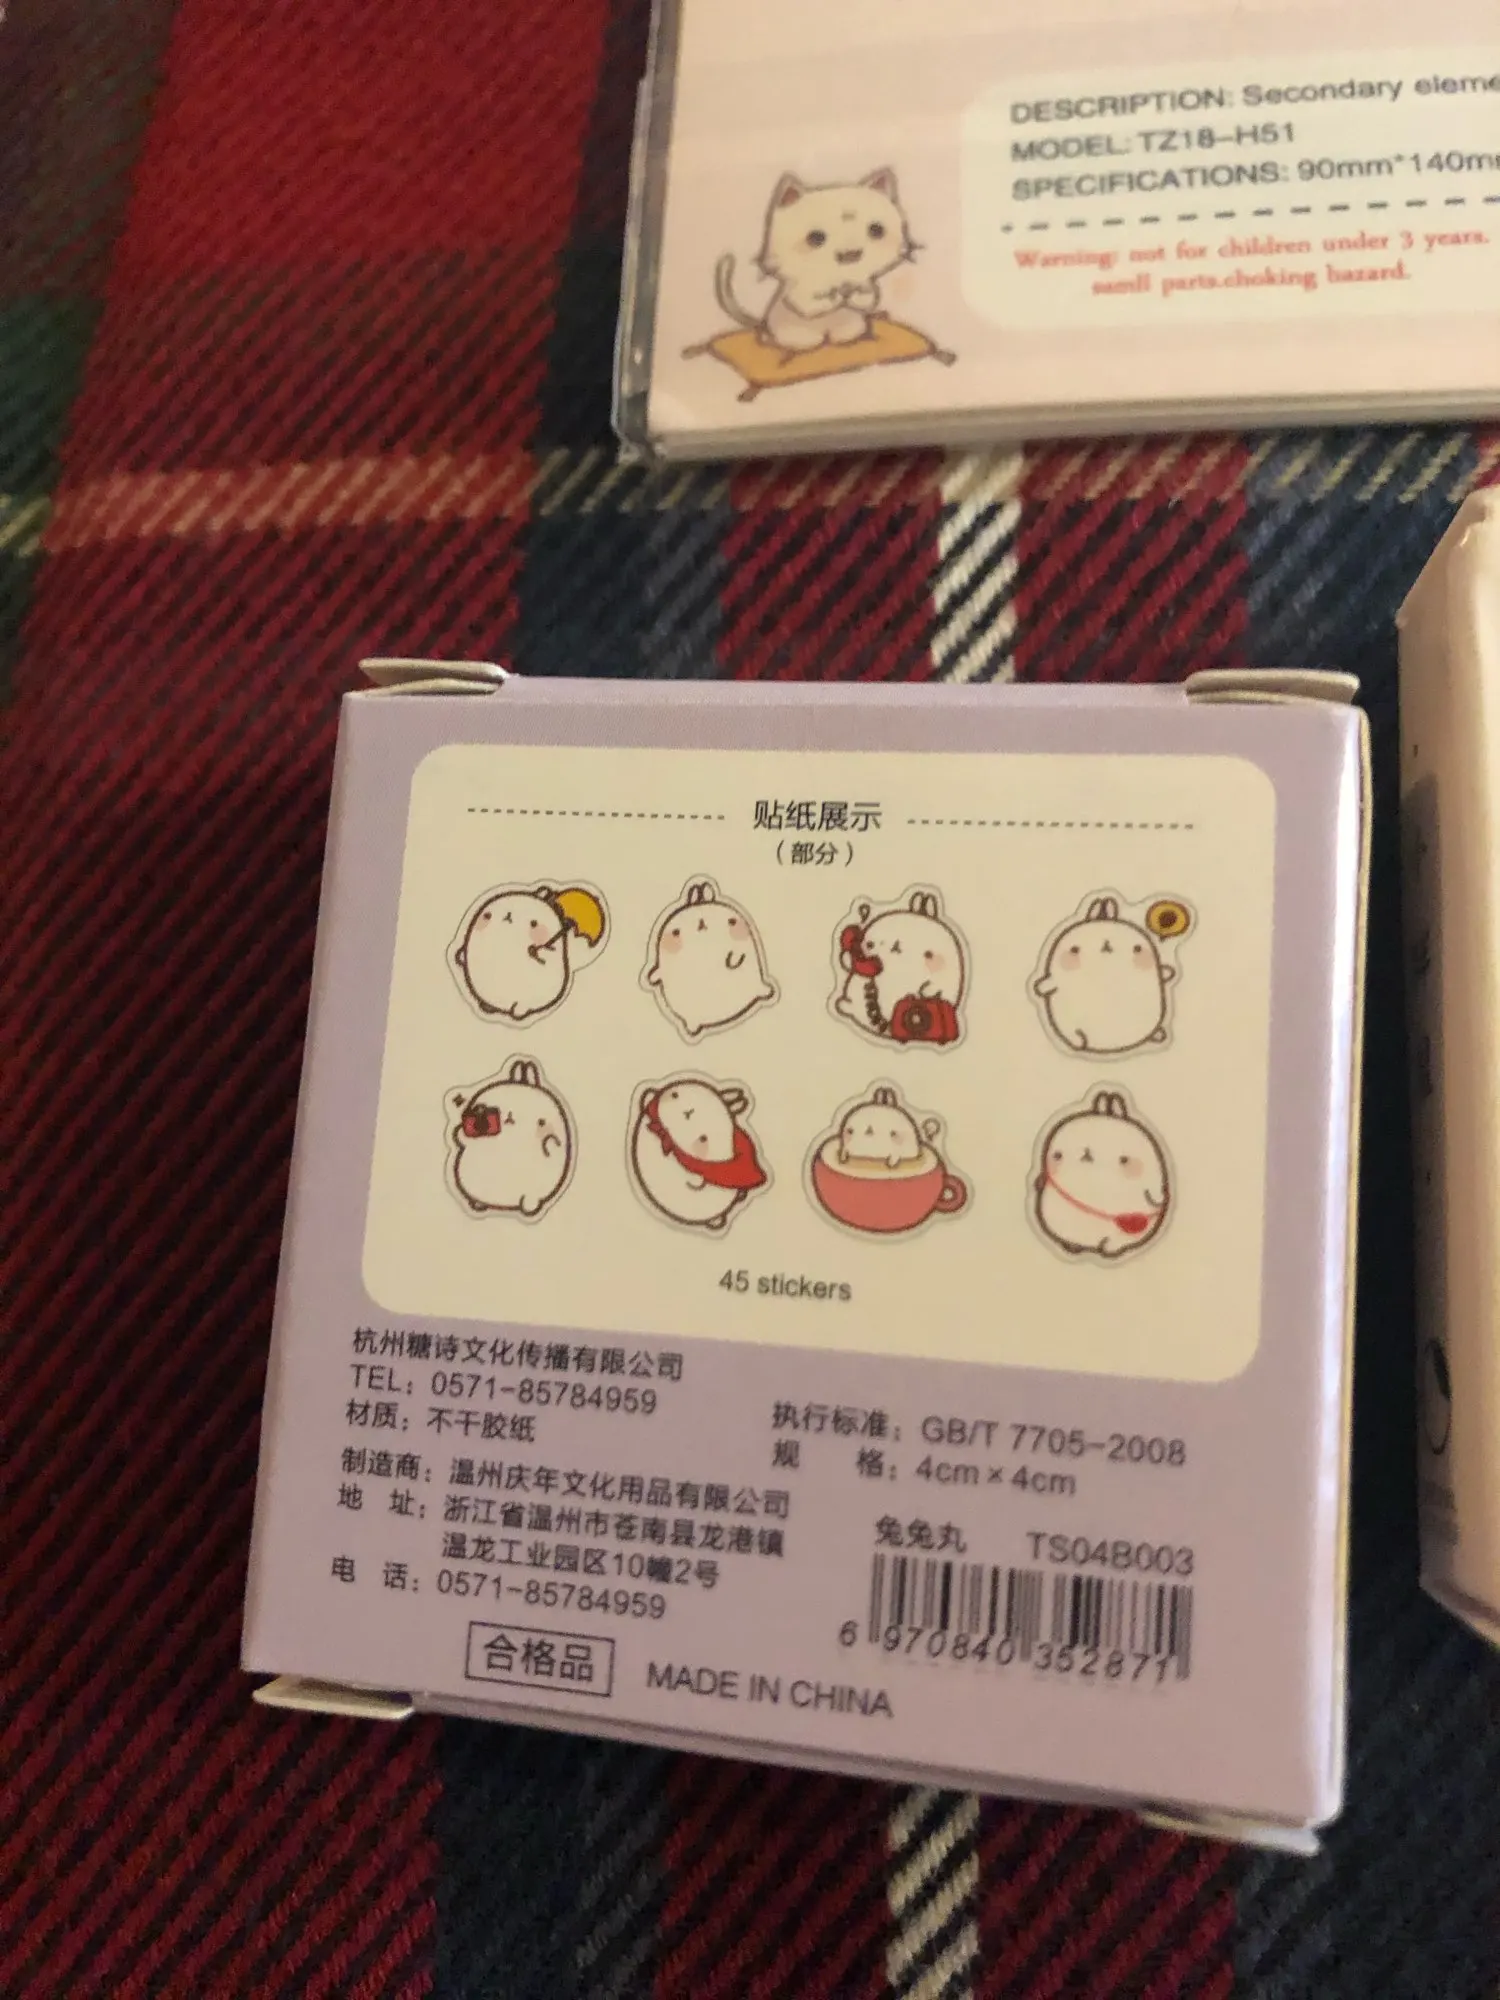 DESCRIPTION: Secondary
MODEL: TZ18-H51
SPECIFICATIONS: 90mm*140mm
Warning: not for children under 3 years.
samll parts.choking hazard.
贴纸展示
（部分）
45 stickers
杭州糖诗文化传播有限公司
TEL：0571-85784959
材质：不干胶纸
执行标准：GB/T 7705-2008
规 格：4cm×4cm
制造商：温州庆年文化用品有限公司
地 址：浙江省温州市苍南县龙港镇
温龙工业园区10幢2号
电 话：0571-85784959
兔兔丸 TS04B003
6 970840 352871
合格品
MADE IN CHINA